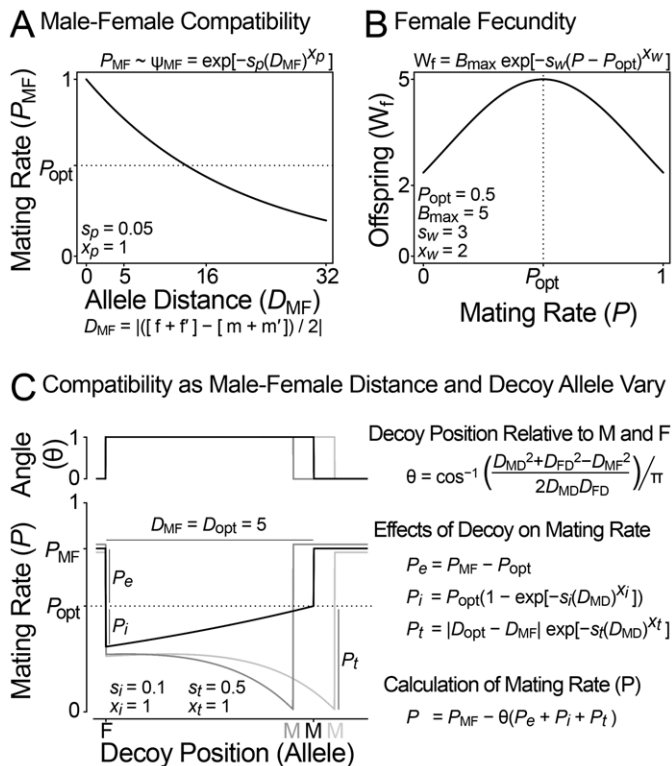 A Male-Female Compatibility
P_MF ~ ψ_MF = exp[-s_p(D_MF)^x_p]
Mating Rate (P_MF)
1
P_opt
0
s_p = 0.05
x_p = 1
0 5 16 32
Allele Distance (D_MF)
D_MF = |([ f + f′] − [ m + m′]) / 2|
B Female Fecundity
W_f = B_max exp[-s_w(P − P_opt)^x_w]
Offspring (W_f)
5
2
0
P_opt = 0.5
B_max = 5
s_w = 3
x_w = 2
0 P_opt 1
Mating Rate (P)
C Compatibility as Male-Female Distance and Decoy Allele Vary
Angle (θ)
1
0
Mating Rate (P)
1
P_MF
P_opt
0
D_MF = D_opt = 5
P_e
P_i
P_t
s_i = 0.1 s_t = 0.5
x_i = 1 x_t = 1
F M M M
Decoy Position (Allele)
Decoy Position Relative to M and F
θ = cos⁻¹ ((D_MD² + D_FD² − D_MF²) / (2D_MD D_FD)) / π
Effects of Decoy on Mating Rate
P_e = P_MF − P_opt
P_i = P_opt(1 − exp[-s_i(D_MD)^x_i])
P_t = |D_opt − D_MF| exp[-s_t(D_MD)^x_t]
Calculation of Mating Rate (P)
P = P_MF − θ(P_e + P_i + P_t)